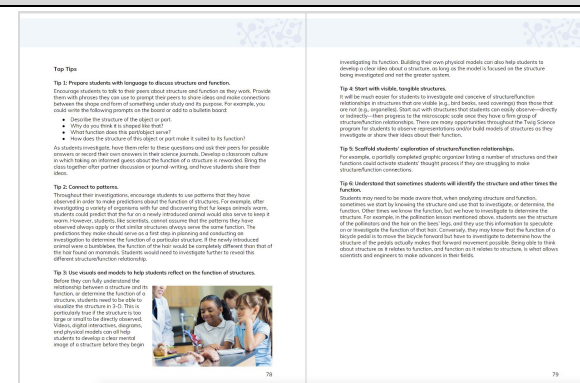 Top Tips
Tip 1: Prepare students with language to discuss structure and function.
Encourage students to talk to their peers about structure and function as they work. Provide
them with phrases they can use to prompt their peers to share ideas and make connections
between the shape and form of something under study and its purpose. For example, you
could write the following prompts on the board or add to a bulletin board:
• Describe the structure of the object or part.
• Why do you think it is shaped like that?
• What function does this part/object serve?
• How does the structure of this object or part make it suited to its function?
As students investigate, have them refer to these questions and ask their peers for possible
answers or record their own answers in their science journals. Develop a classroom culture
in which taking an informed guess about the function of a structure is rewarded. Bring the
class together after partner discussion or journal-writing, and have students share their
ideas.
Tip 2: Connect to patterns.
Throughout their investigations, encourage students to use patterns that they have
observed in order to make predictions about the function of structures. For example, after
investigating a variety of organisms with fur and discovering that fur keeps animals warm,
students could predict that the fur on a newly introduced animal would also serve to keep it
warm. However, students, like scientists, cannot assume that the patterns they have
observed always apply or that similar structures always serve the same function. The
predictions they make should serve as a first step in planning and conducting an
investigation to determine the function of a particular structure. If the newly introduced
animal were a bumblebee, the function of the hair would be completely different than that of
the hair found on mammals. Students would need to investigate further to reveal this
different structure/function relationship.
Tip 3: Use visuals and models to help students reflect on the function of structures.
Before they can fully understand the
relationship between a structure and its
function, or determine the function of a
structure, students need to be able to
visualize the structure in 3-D. This is
particularly true if the structure is too
large or small to be directly observed.
Videos, digital interactives, diagrams,
and physical models can all help
students to develop a clear mental
image of a structure before they begin
78
investigating its function. Building their own physical models can also help students to
develop a clear idea about a structure, as long as the model is focused on the structure
being investigated and not the greater system.
Tip 4: Start with visible, tangible structures.
It will be much easier for students to investigate and conceive of structure/function
relationships in structures that are visible (e.g., bird beaks, seed coverings) than those that
are not (e.g., organelles). Start out with structures that students can easily observe—directly
or indirectly—then progress to the microscopic scale once they have a firm grasp of
structure/function relationships. There are many opportunities throughout the Twig Science
program for students to observe representations and/or build models of structures as they
investigate or share their ideas about their function.
Tip 5: Scaffold students' exploration of structure/function relationships.
For example, a partially completed graphic organizer listing a number of structures and their
functions could activate students' thought process if they are struggling to make
structure/function connections.
Tip 6: Understand that sometimes students will identify the structure and other times the
function.
Students may need to be made aware that, when analyzing structure and function,
sometimes we start by knowing the structure and use that to investigate, or determine, the
function. Other times we know the function, but we have to investigate to determine the
structure. For example, in the pollination lesson mentioned above, students see the structure
of the pollinators and the hair on the bees' legs, and they use this information to speculate
on or investigate the function of that hair. Conversely, they may know that the function of a
bicycle pedal is to move the bicycle forward but have to investigate to determine how the
structure of the pedals actually makes that forward movement possible. Being able to think
about structure as it relates to function, and function as it relates to structure, is what allows
scientists and engineers to make advances in their fields.
79